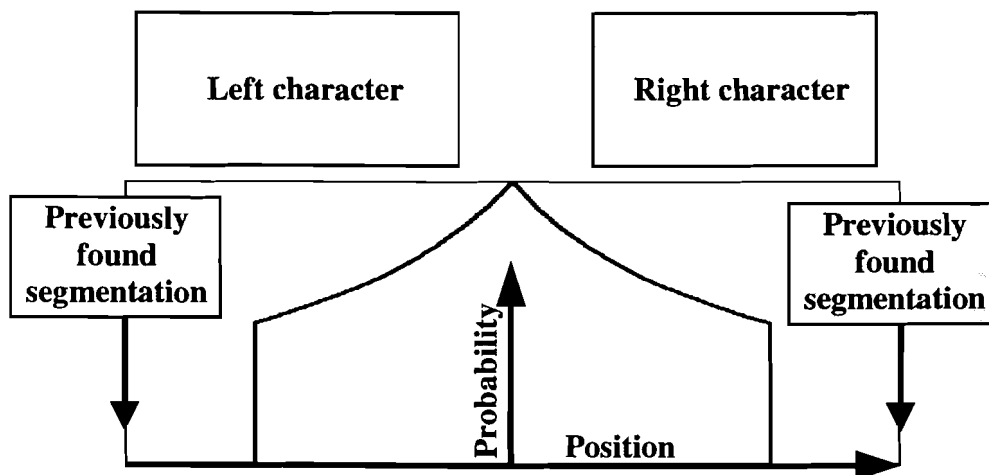 Left character
Right character
Previously
found
segmentation
Previously
found
segmentation
Probability
Position